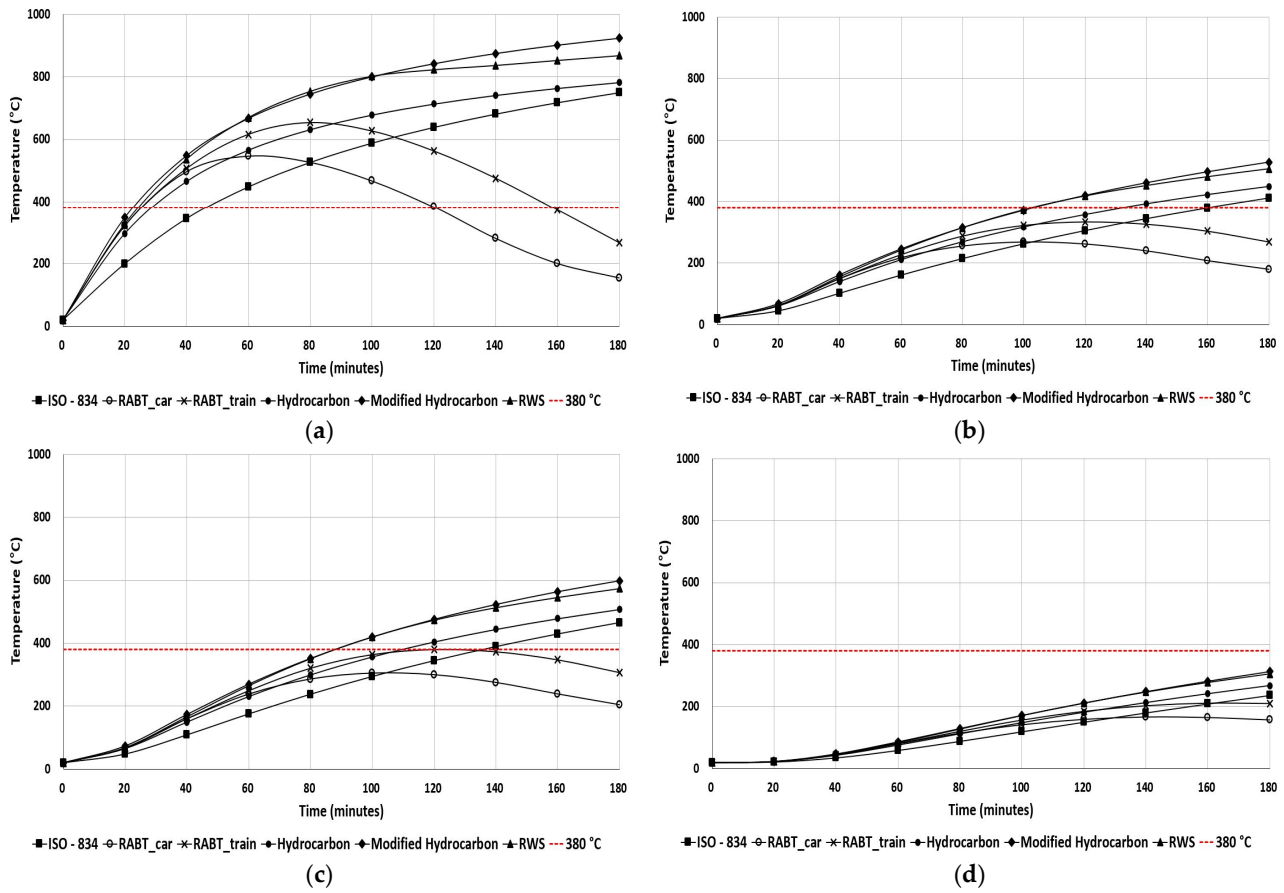 1000
800
600
400
200
0
Temperature (°C)
0 20 40 60 80 100 120 140 160 180
Time (minutes)
ISO - 834 RABT_car RABT_train Hydrocarbon Modified Hydrocarbon RWS 380 °C
(a)
1000
800
600
400
200
0
Temperature (°C)
0 20 40 60 80 100 120 140 160 180
Time (minutes)
ISO - 834 RABT_car RABT_train Hydrocarbon Modified Hydrocarbon RWS 380 °C
(b)
1000
800
600
400
200
0
Temperature (°C)
0 20 40 60 80 100 120 140 160 180
Time (minutes)
ISO - 834 RABT_car RABT_train Hydrocarbon Modified Hydrocarbon RWS 380 °C
(c)
1000
800
600
400
200
0
Temperature (°C)
0 20 40 60 80 100 120 140 160 180
Time (minutes)
ISO - 834 RABT_car RABT_train Hydrocarbon Modified Hydrocarbon RWS 380 °C
(d)